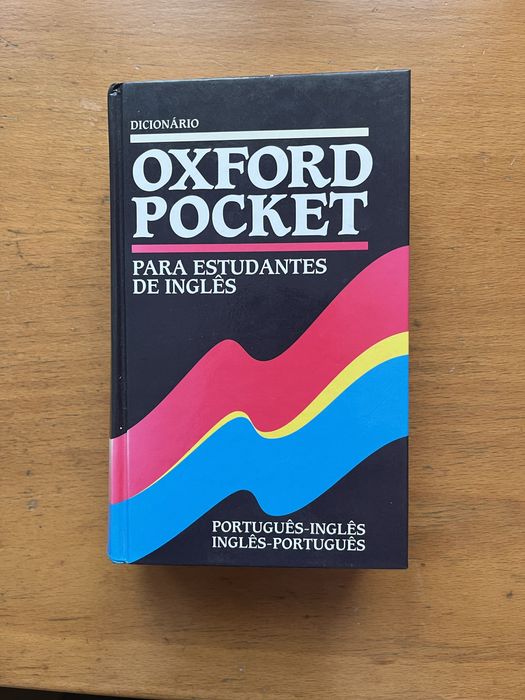 DICIONÁRIO
OXFORD
POCKET
PARA ESTUDANTES
DE INGLÊS
PORTUGUÊS-INGLÊS
INGLÊS-PORTUGUÊS